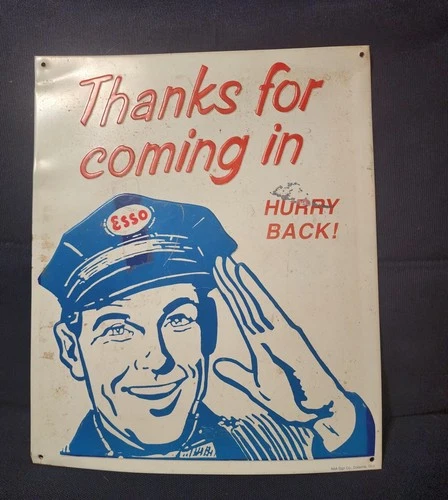 Thanks for
coming in
HURRY
BACK!
Esso